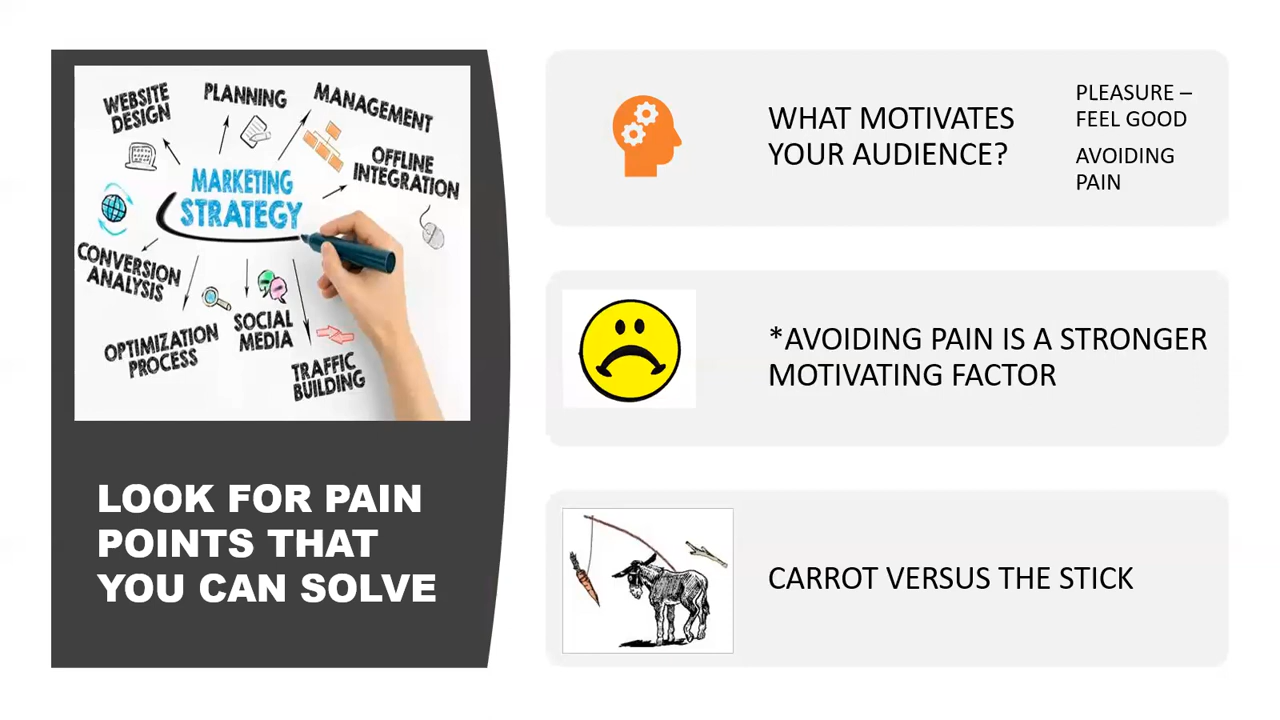 WEBSITE
DESIGN
PLANNING
MANAGEMENT
OFFLINE
INTEGRATION
MARKETING
STRATEGY
CONVERSION
ANALYSIS
OPTIMIZATION
PROCESS
SOCIAL
MEDIA
TRAFFIC
BUILDING
LOOK FOR PAIN
POINTS THAT
YOU CAN SOLVE
WHAT MOTIVATES
YOUR AUDIENCE?
PLEASURE –
FEEL GOOD
AVOIDING
PAIN
*AVOIDING PAIN IS A STRONGER
MOTIVATING FACTOR
CARROT VERSUS THE STICK